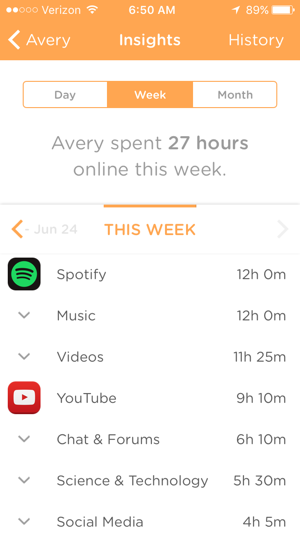 Verizon 6:50 AM 89%
Avery Insights History
Day Week Month
Avery spent 27 hours
online this week.
- Jun 24 THIS WEEK
Spotify 12h 0m
Music 12h 0m
Videos 11h 25m
YouTube 9h 10m
Chat & Forums 6h 10m
Science & Technology 5h 30m
Social Media 4h 5m